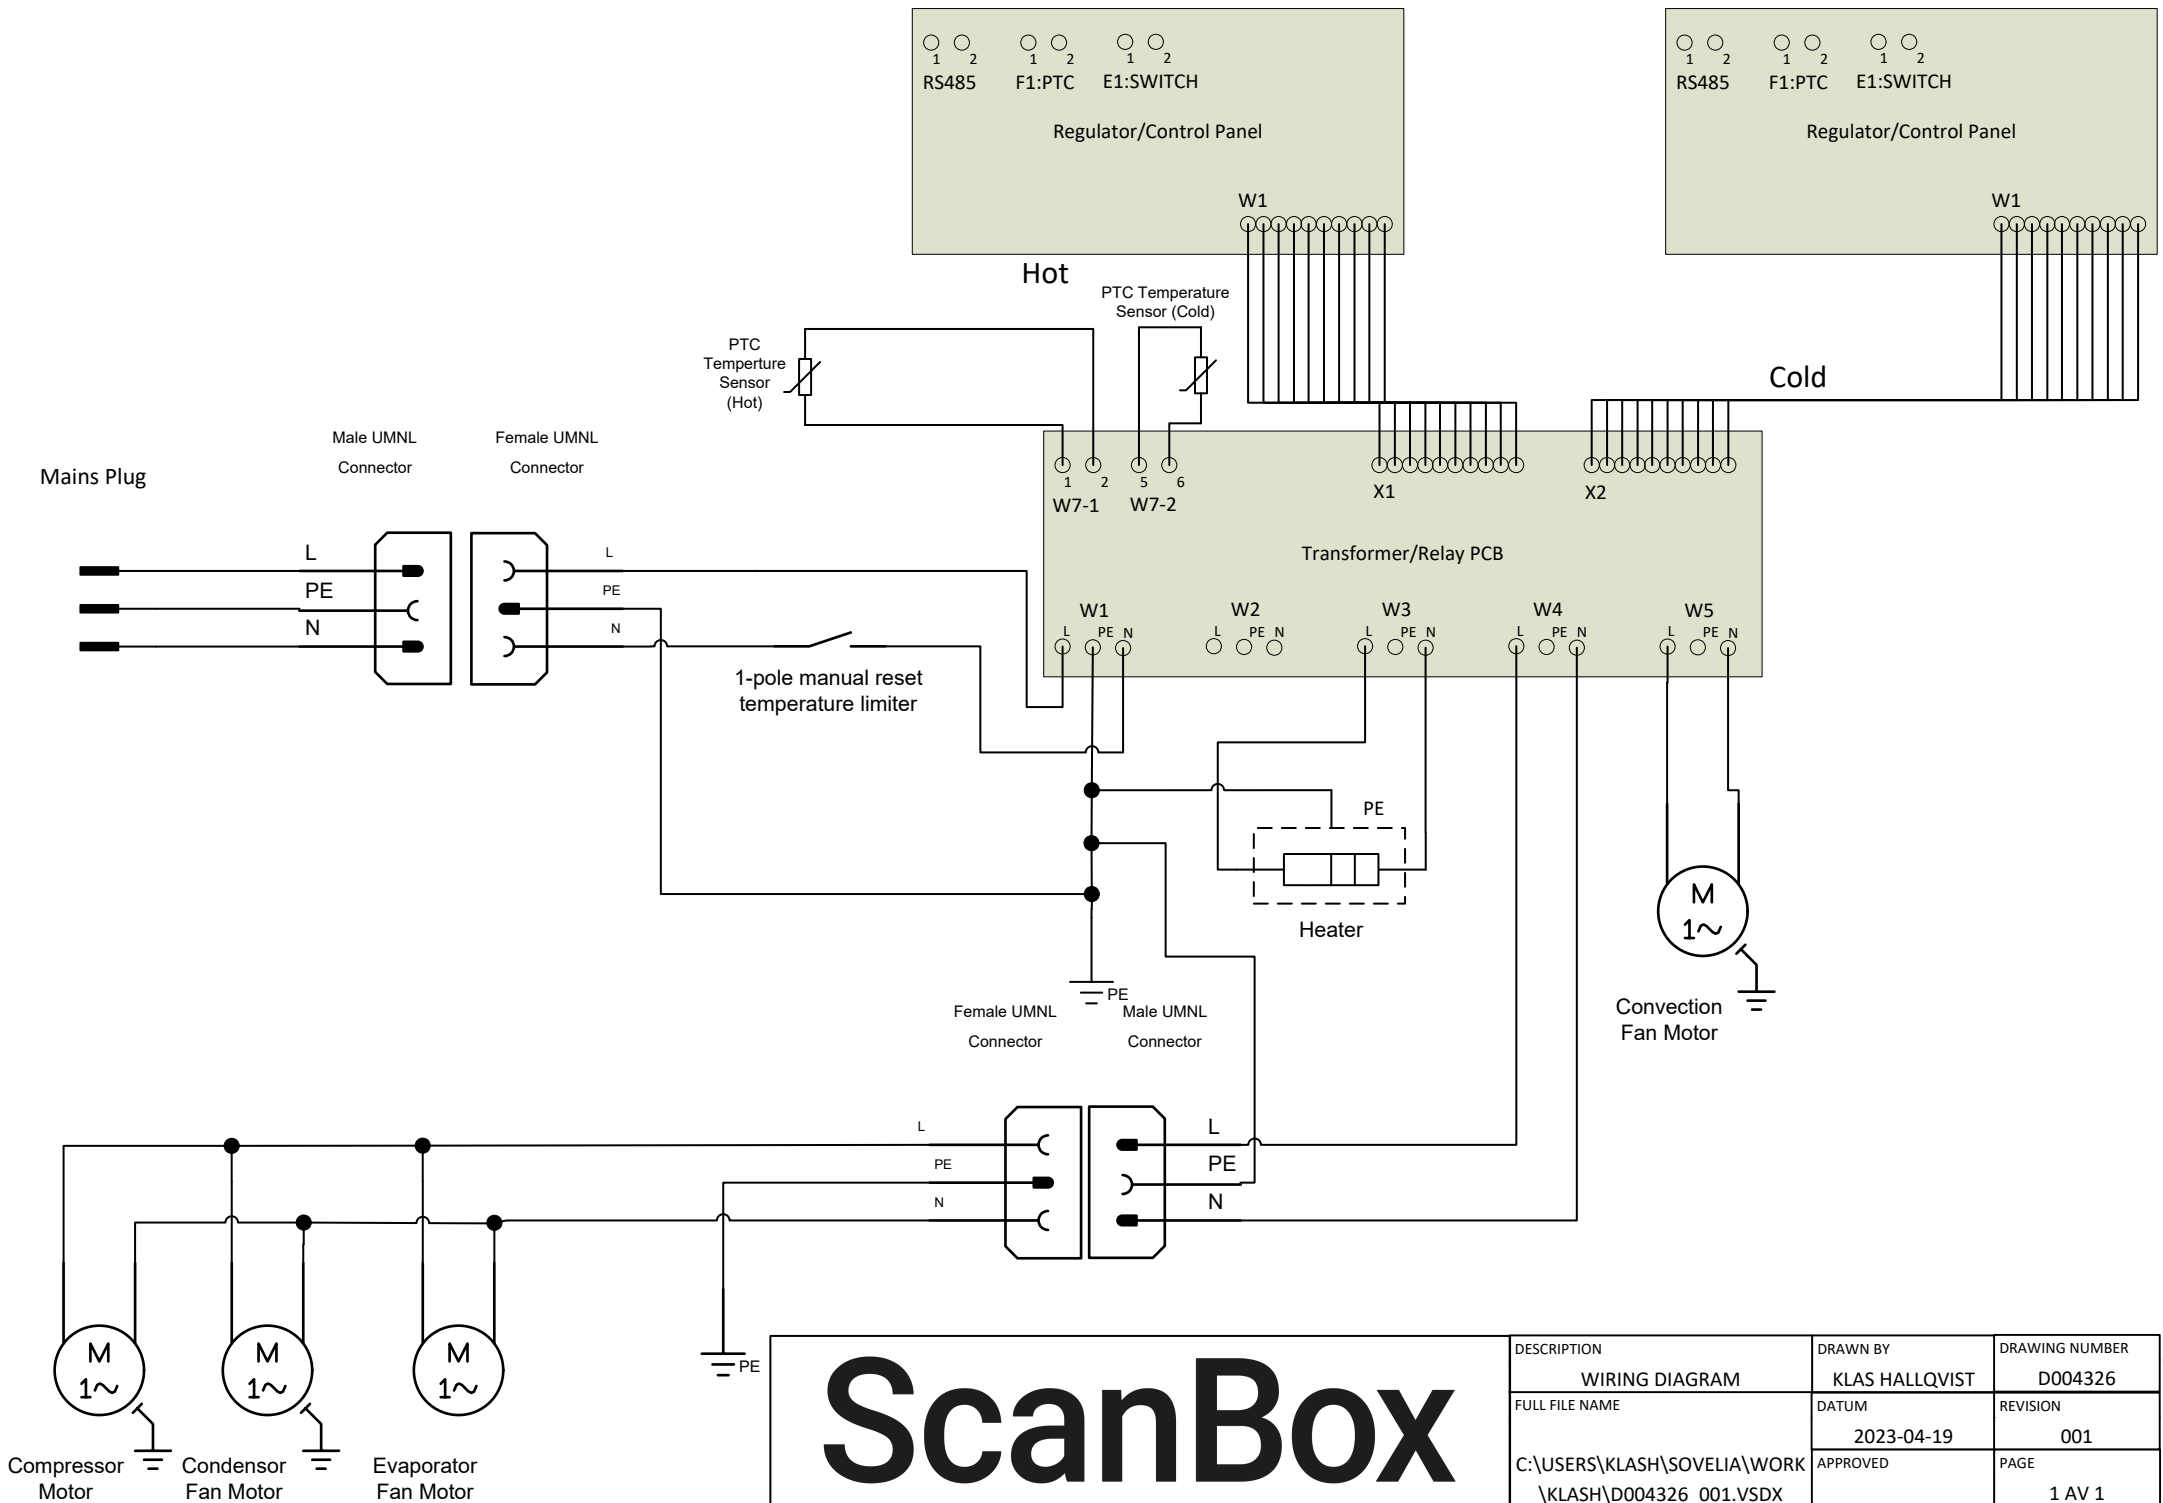 1 2 1 2 1 2
RS485 F1:PTC E1:SWITCH
Regulator/Control Panel
W1
1 2 1 2 1 2
RS485 F1:PTC E1:SWITCH
Regulator/Control Panel
W1
Hot
PTC Temperature
Sensor (Cold)
PTC
Temperture
Sensor
(Hot)
Cold
Male UMNL
Connector
Female UMNL
Connector
Mains Plug
L
PE
N
L
PE
N
1-pole manual reset
temperature limiter
1 2 5 6
W7-1 W7-2
X1
X2
Transformer/Relay PCB
W1 W2 W3 W4 W5
L PE N L PE N L PE N L PE N L PE N
PE
Heater
M
1~
Convection
Fan Motor
PE
Female UMNL
Connector
Male UMNL
Connector
L
PE
N
L
PE
N
PE
M
1~
Compressor
Motor
M
1~
Condensor
Fan Motor
M
1~
Evaporator
Fan Motor
ScanBox
DESCRIPTION
WIRING DIAGRAM
DRAWN BY
KLAS HALLQVIST
DRAWING NUMBER
D004326
FULL FILE NAME
C:\USERS\KLASH\SOVELIA\WORK
\KLASH\D004326_001.VSDX
DATUM
2023-04-19
REVISION
001
APPROVED
PAGE
1 AV 1